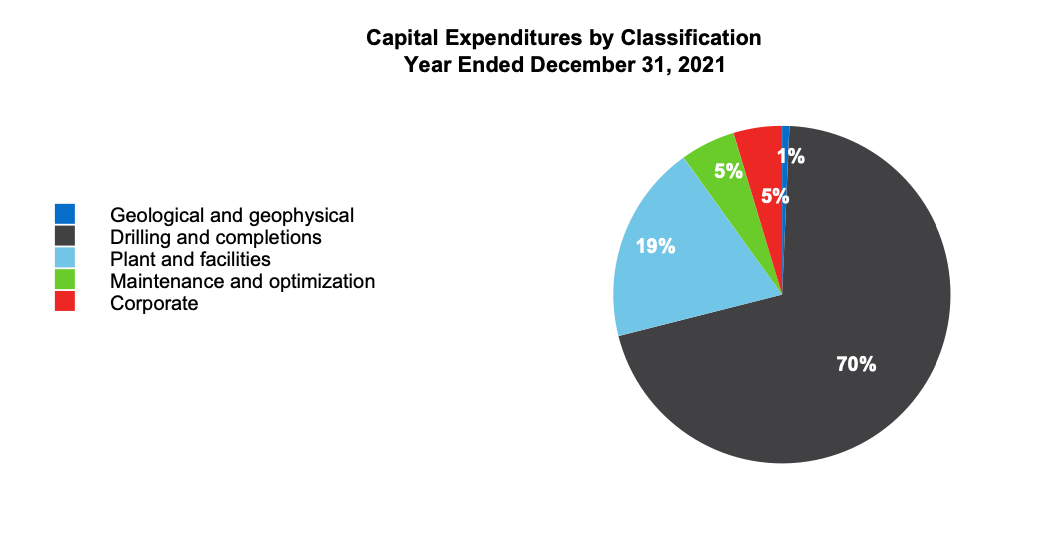 Capital Expenditures by Classification
Year Ended December 31, 2021
Geological and geophysical
Drilling and completions
Plant and facilities
Maintenance and optimization
Corporate
1%
5%
5%
19%
70%